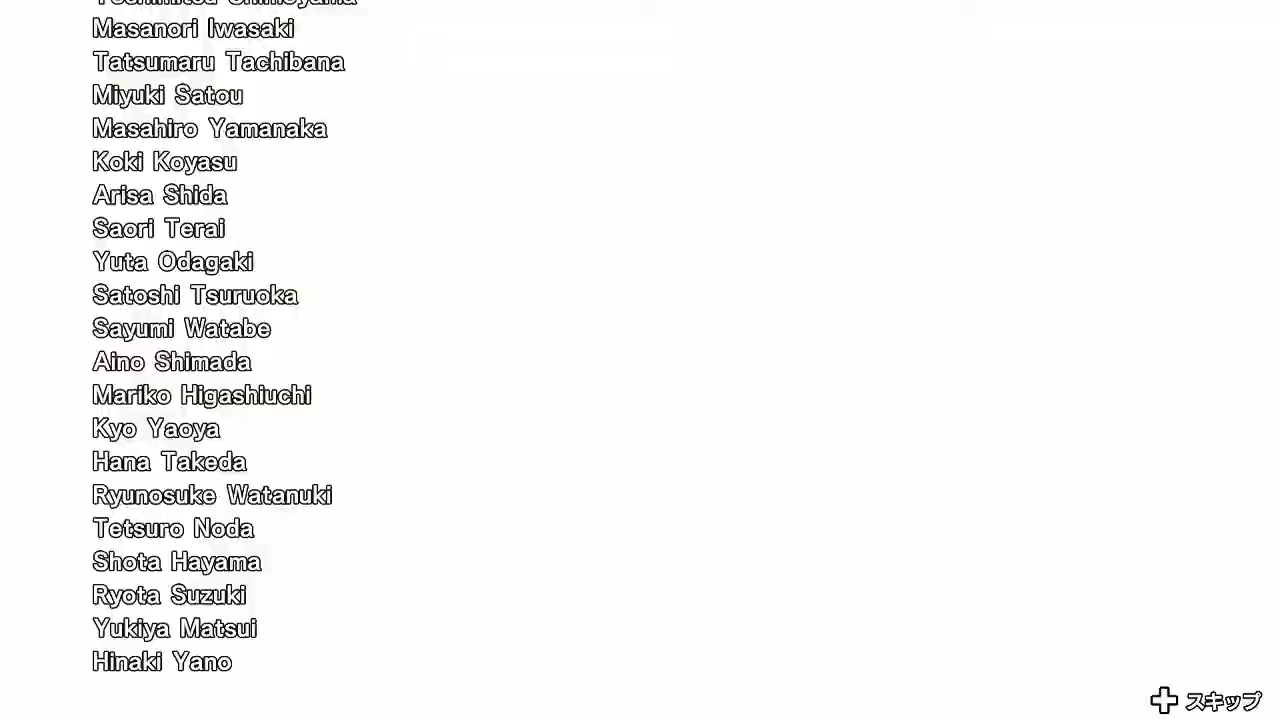 Masanori Iwasaki
Tatsumaru Tachibana
Miyuki Satou
Masahiro Yamanaka
Koki Koyasu
Arisa Shida
Saori Terai
Yuta Odagaki
Satoshi Tsuruoka
Sayumi Watabe
Aino Shimada
Mariko Higashiuchi
Kyo Yaoya
Hana Takeda
Ryunosuke Watanuki
Tetsuro Noda
Shota Hayama
Ryota Suzuki
Yukiya Matsui
Hinaki Yano
スキップ